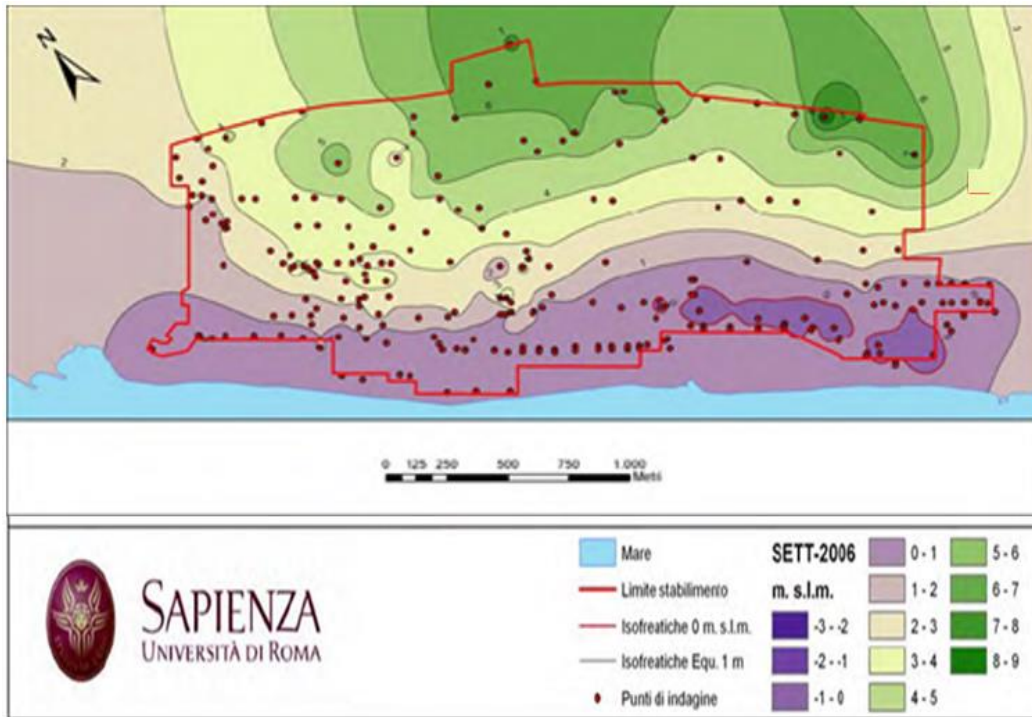 N
2
4
1
0 125 250 500 750 1.000
Metri
SAPIENZA
UNIVERSITÀ DI ROMA
Mare
Limite stabilimento
Isofreatiche 0 m. s.l.m.
Isofreatiche Equ. 1 m
Punti di indagine
SETT-2006
m. s.l.m.
-3 - -2
-2 - -1
-1 - 0
0 - 1
1 - 2
2 - 3
3 - 4
4 - 5
5 - 6
6 - 7
7 - 8
8 - 9